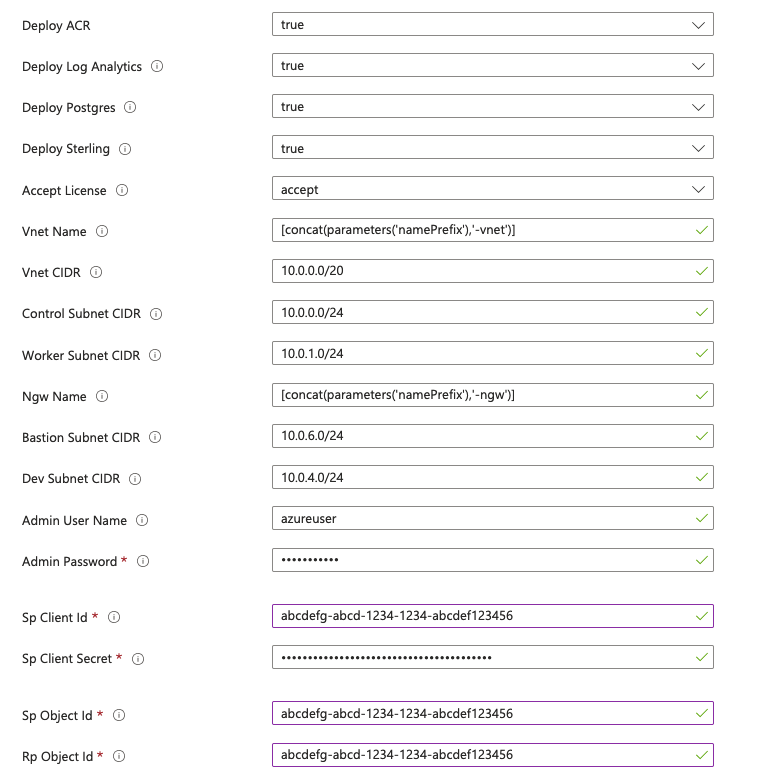 Deploy ACR true
Deploy Log Analytics true
Deploy Postgres true
Deploy Sterling true
Accept License accept
Vnet Name [concat(parameters('namePrefix'),'-vnet')]
Vnet CIDR 10.0.0.0/20
Control Subnet CIDR 10.0.0.0/24
Worker Subnet CIDR 10.0.1.0/24
Ngw Name [concat(parameters('namePrefix'),'-ngw')]
Bastion Subnet CIDR 10.0.6.0/24
Dev Subnet CIDR 10.0.4.0/24
Admin User Name azureuser
Admin Password * •••••••••••
Sp Client Id * abcdefg-abcd-1234-1234-abcdef123456
Sp Client Secret * ••••••••••••••••••••••••••••••••••••••••
Sp Object Id * abcdefg-abcd-1234-1234-abcdef123456
Rp Object Id * abcdefg-abcd-1234-1234-abcdef123456